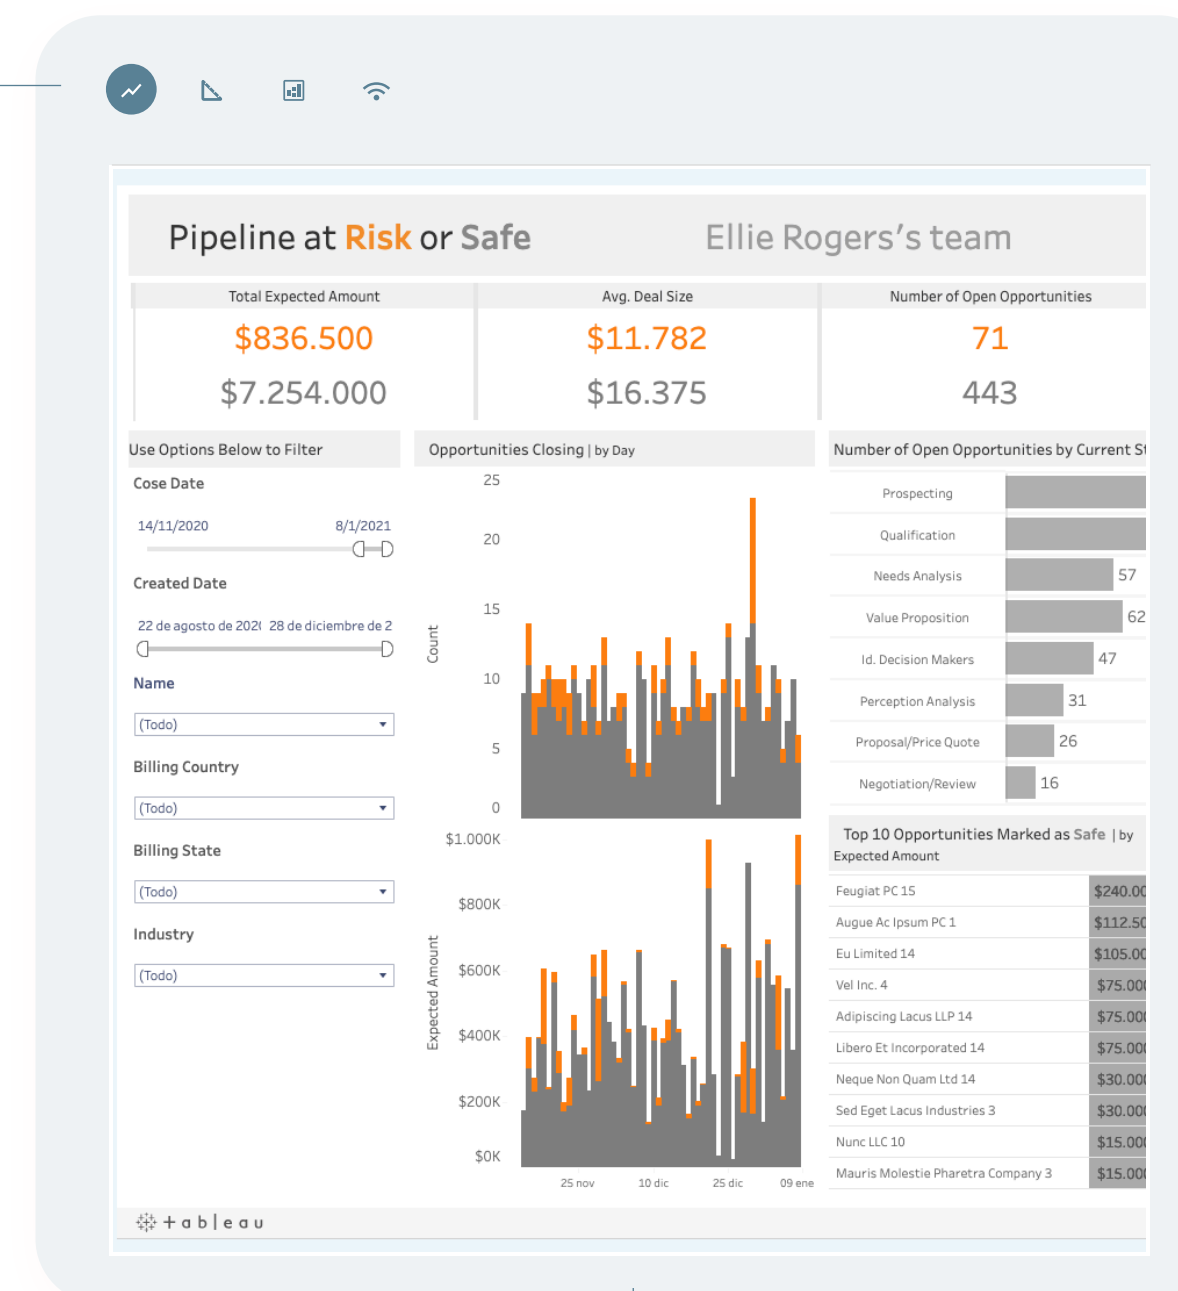 Pipeline at Risk or Safe
Ellie Rogers's team
Total Expected Amount
$836.500
$7.254.000
Avg. Deal Size
$11.782
$16.375
Number of Open Opportunities
71
443
Use Options Below to Filter
Cose Date
14/11/2020 8/1/2021
Created Date
22 de agosto de 202 28 de diciembre de 2
Name
(Todo)
Billing Country
(Todo)
Billing State
(Todo)
Industry
(Todo)
Opportunities Closing | by Day
25
20
15
10
5
0
Count
$1.000K
$800K
$600K
$400K
$200K
$0K
Expected Amount
25 nov 10 dic 25 dic 09 ene
Number of Open Opportunities by Current St
Prospecting
Qualification
Needs Analysis 57
Value Proposition 62
Id. Decision Makers 47
Perception Analysis 31
Proposal/Price Quote 26
Negotiation/Review 16
Top 10 Opportunities Marked as Safe | by
Expected Amount
Feugiat PC 15 $240.00
Augue Ac Ipsum PC 1 $112.50
Eu Limited 14 $105.00
Vel Inc. 4 $75.000
Adipiscing Lacus LLP 14 $75.000
Libero Et Incorporated 14 $75.000
Neque Non Quam Ltd 14 $30.000
Sed Eget Lacus Industries 3 $30.000
Nunc LLC 10 $15.000
Mauris Molestie Pharetra Company 3 $15.000
tableau